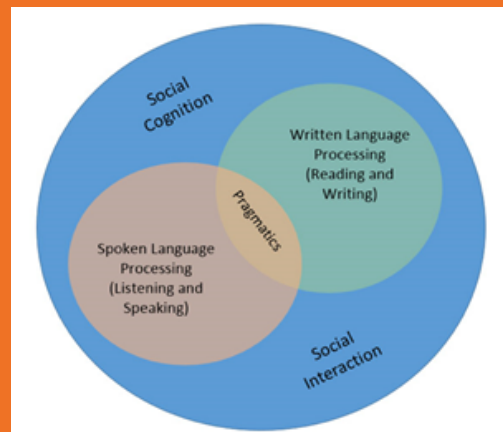 Social
Cognition
Written Language
Processing
(Reading and
Writing)
Pragmatics
Spoken Language
Processing
(Listening and
Speaking)
Social
Interaction